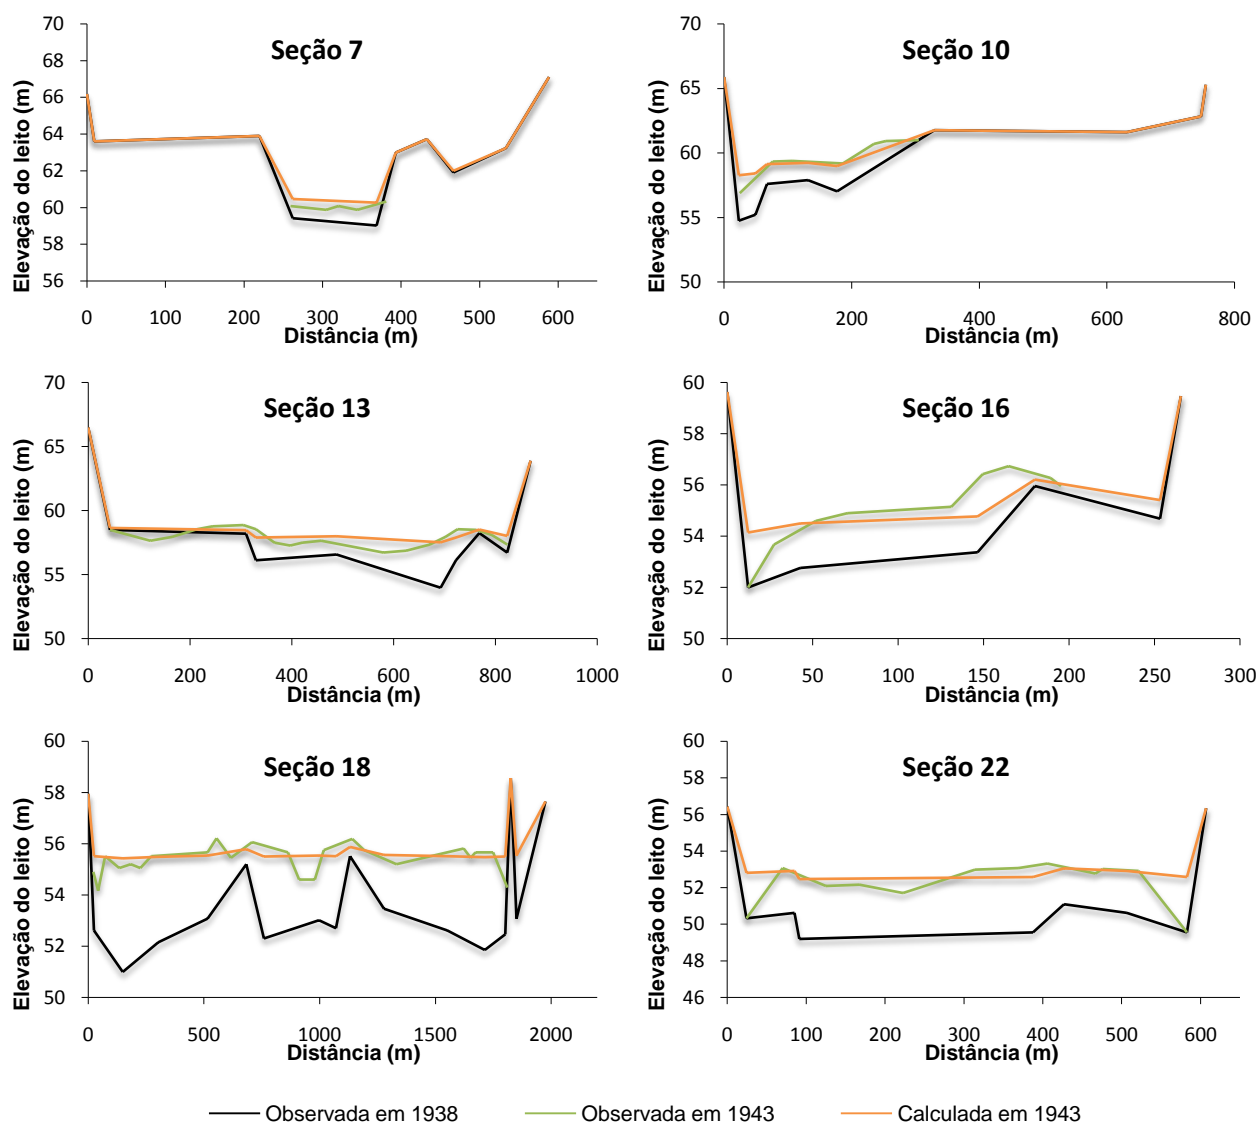 Seção 7
Elevação do leito (m)
70
68
66
64
62
60
58
56
0 100 200 300 400 500 600
Distância (m)
Seção 10
Elevação do leito (m)
70
65
60
55
50
0 200 400 600 800
Distância (m)
Seção 13
Elevação do leito (m)
70
65
60
55
50
0 200 400 600 800 1000
Distância (m)
Seção 16
Elevação do leito (m)
60
58
56
54
52
50
0 50 100 150 200 250 300
Distância (m)
Seção 18
Elevação do leito (m)
60
58
56
54
52
50
0 500 1000 1500 2000
Distância (m)
Seção 22
Elevação do leito (m)
60
58
56
54
52
50
48
46
0 100 200 300 400 500 600
Distância (m)
Observada em 1938 Observada em 1943 Calculada em 1943